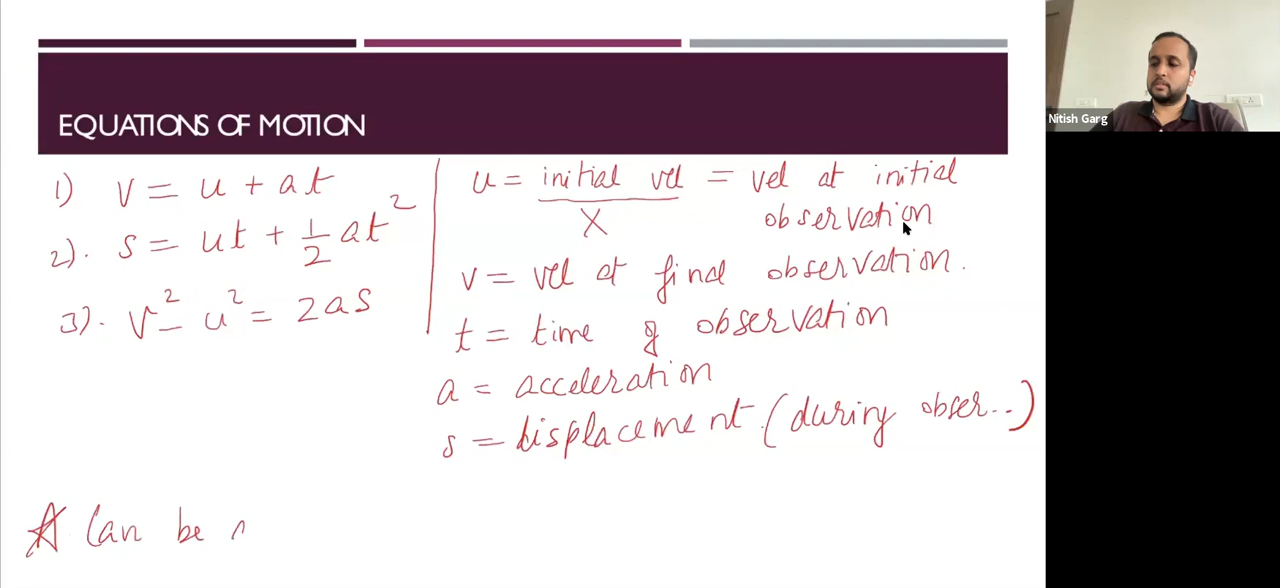 EQUATIONS OF MOTION
1) v = u + at
2). s = ut + 1/2 at²
3). v² - u² = 2as
u = initial vel = vel at initial
X observation
v = vel at final observation.
t = time of observation
a = acceleration
s = displacement. (during obser..)
Can be
Nitish Garg